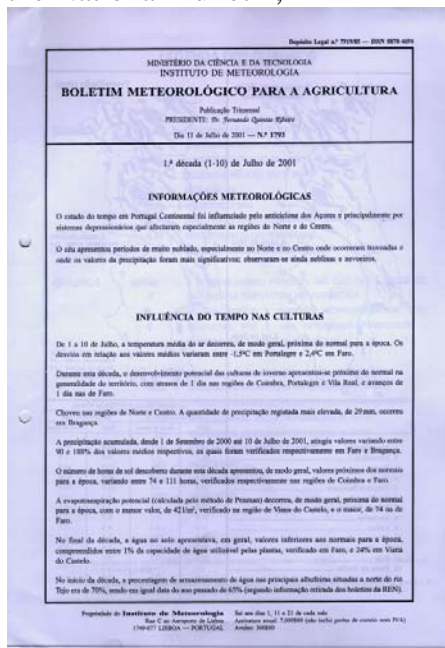 Depósito Legal n.º 7919/85 — ISSN 0870-4694
MINISTÉRIO DA CIÊNCIA E DA TECNOLOGIA
INSTITUTO DE METEOROLOGIA
BOLETIM METEOROLÓGICO PARA A AGRICULTURA
Publicação Trimensal
PRESIDENTE: Dr. Fernando Quintas Ribeiro
Dia 11 de Julho de 2001 — N.º 1793
1.ª década (1-10) de Julho de 2001
INFORMAÇÕES METEOROLÓGICAS
O estado do tempo em Portugal Continental foi influenciado pelo anticiclone dos Açores e principalmente por
sistemas depressionários que afectaram especialmente as regiões do Norte e do Centro.
O céu apresentou períodos de muito nublado, especialmente no Norte e no Centro onde ocorreram trovoadas e
onde os valores da precipitação foram mais significativos; observaram-se ainda neblinas e nevoeiros.
INFLUÊNCIA DO TEMPO NAS CULTURAS
De 1 a 10 de Julho, a temperatura média do ar decorreu, de modo geral, próxima do normal para a época. Os
desvios em relação aos valores médios variaram entre -1,5ºC em Portalegre e 2,4ºC em Faro.
Durante esta década, o desenvolvimento potencial das culturas de inverno apresentou-se próximo do normal na
generalidade do território, com atrasos de 1 dia nas regiões de Coimbra, Portalegre e Vila Real, e avanços de
1 dia nas de Faro.
Choveu nas regiões do Norte e Centro. A quantidade de precipitação registada mais elevada, de 29 mm, ocorreu
em Bragança.
A precipitação acumulada, desde 1 de Setembro de 2000 até 10 de Julho de 2001, atingiu valores variando entre
90 e 180% dos valores médios respectivos, os quais foram verificados respectivamente em Faro e Bragança.
O número de horas de sol descoberto durante esta década apresentou, de modo geral, valores próximos dos normais
para a época, variando entre 74 e 111 horas, verificados respectivamente nas regiões de Coimbra e Faro.
A evapotranspiração potencial (calculada pelo método de Penman) decorreu, de modo geral, próxima do normal
para a época, com o menor valor, de 42 l/m², verificado na região de Viana do Castelo, e o maior, de 74 na de
Faro.
No final da década, a água no solo apresentava, em geral, valores inferiores aos normais para a época,
compreendidos entre 1% da capacidade de água utilizável pelas plantas, verificado em Faro, e 24% em Viana
do Castelo.
No início da década, a percentagem de armazenamento de água nas principais albufeiras situadas a norte do rio
Tejo era de 70%, sendo em igual data do ano passado de 65% (segundo informação retirada dos boletins da REN).
Propriedade do Instituto de Meteorologia
Rua C ao Aeroporto de Lisboa
1749-077 LISBOA — PORTUGAL
Sai aos dias 1, 11 e 21 de cada mês
Assinatura anual: 7.000$00 (não inclui portes de correio nem IVA)
Avulso: 300$00